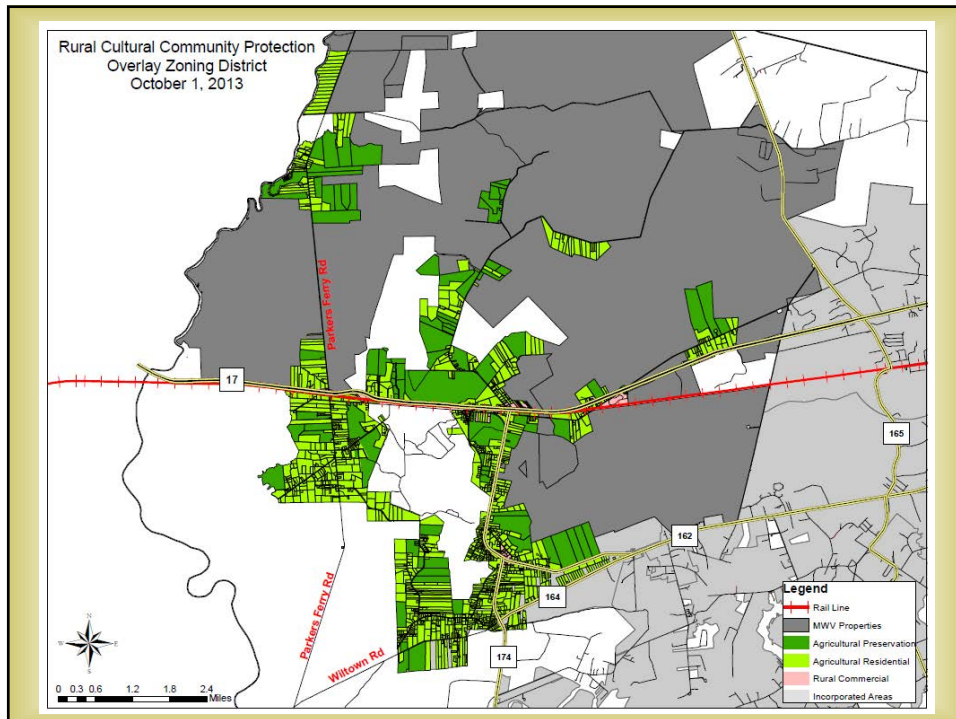 Rural Cultural Community Protection
Overlay Zoning District
October 1, 2013
Parkers Ferry Rd
17
165
162
164
174
Parkers Ferry Rd
Wiltown Rd
N
W E
S
0 0.3 0.6 1.2 1.8 2.4
Miles
Legend
Rail Line
MWV Properties
Agricultural Preservation
Agricultural Residential
Rural Commercial
Incorporated Areas